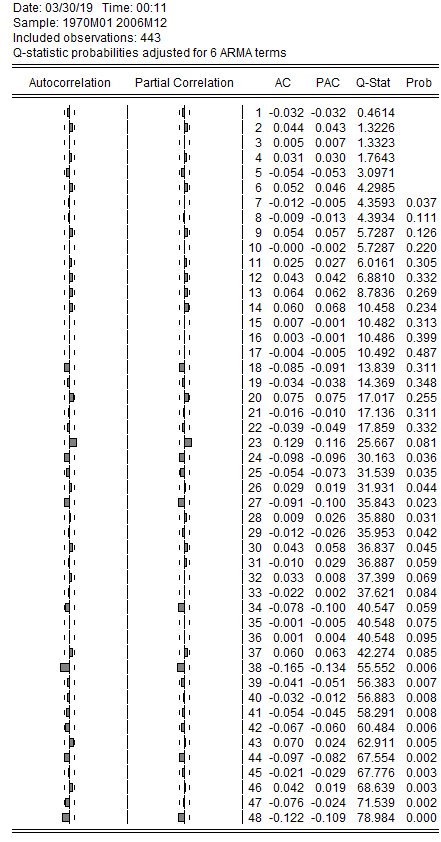 Date: 03/30/19 Time: 00:11
Sample: 1970M01 2006M12
Included observations: 443
Q-statistic probabilities adjusted for 6 ARMA terms
Autocorrelation Partial Correlation AC PAC Q-Stat Prob
1 -0.032 -0.032 0.4614
2 0.044 0.043 1.3226
3 0.005 0.007 1.3323
4 0.031 0.030 1.7643
5 -0.054 -0.053 3.0971
6 0.052 0.046 4.2985
7 -0.012 -0.005 4.3593 0.037
8 -0.009 -0.013 4.3934 0.111
9 0.054 0.057 5.7287 0.126
10 -0.000 -0.002 5.7287 0.220
11 0.025 0.027 6.0161 0.305
12 0.043 0.042 6.8810 0.332
13 0.064 0.062 8.7836 0.269
14 0.060 0.068 10.458 0.234
15 0.007 -0.001 10.482 0.313
16 0.003 -0.001 10.486 0.399
17 -0.004 -0.005 10.492 0.487
18 -0.085 -0.091 13.839 0.311
19 -0.034 -0.038 14.369 0.348
20 0.075 0.075 17.017 0.255
21 -0.016 -0.010 17.136 0.311
22 -0.039 -0.049 17.859 0.332
23 0.129 0.116 25.667 0.081
24 -0.098 -0.096 30.163 0.036
25 -0.054 -0.073 31.539 0.035
26 0.029 0.019 31.931 0.044
27 -0.091 -0.100 35.843 0.023
28 0.009 0.026 35.880 0.031
29 -0.012 -0.026 35.953 0.042
30 0.043 0.058 36.837 0.045
31 -0.010 0.029 36.887 0.059
32 0.033 0.008 37.399 0.069
33 -0.022 0.002 37.621 0.084
34 -0.078 -0.100 40.547 0.059
35 -0.001 -0.005 40.548 0.075
36 0.001 0.004 40.548 0.095
37 0.060 0.063 42.274 0.085
38 -0.165 -0.134 55.552 0.006
39 -0.041 -0.051 56.383 0.007
40 -0.032 -0.012 56.883 0.008
41 -0.054 -0.045 58.291 0.008
42 -0.067 -0.060 60.484 0.006
43 0.070 0.024 62.911 0.005
44 -0.097 -0.082 67.554 0.002
45 -0.021 -0.029 67.776 0.003
46 0.042 0.019 68.639 0.003
47 -0.076 -0.024 71.539 0.002
48 -0.122 -0.109 78.984 0.000